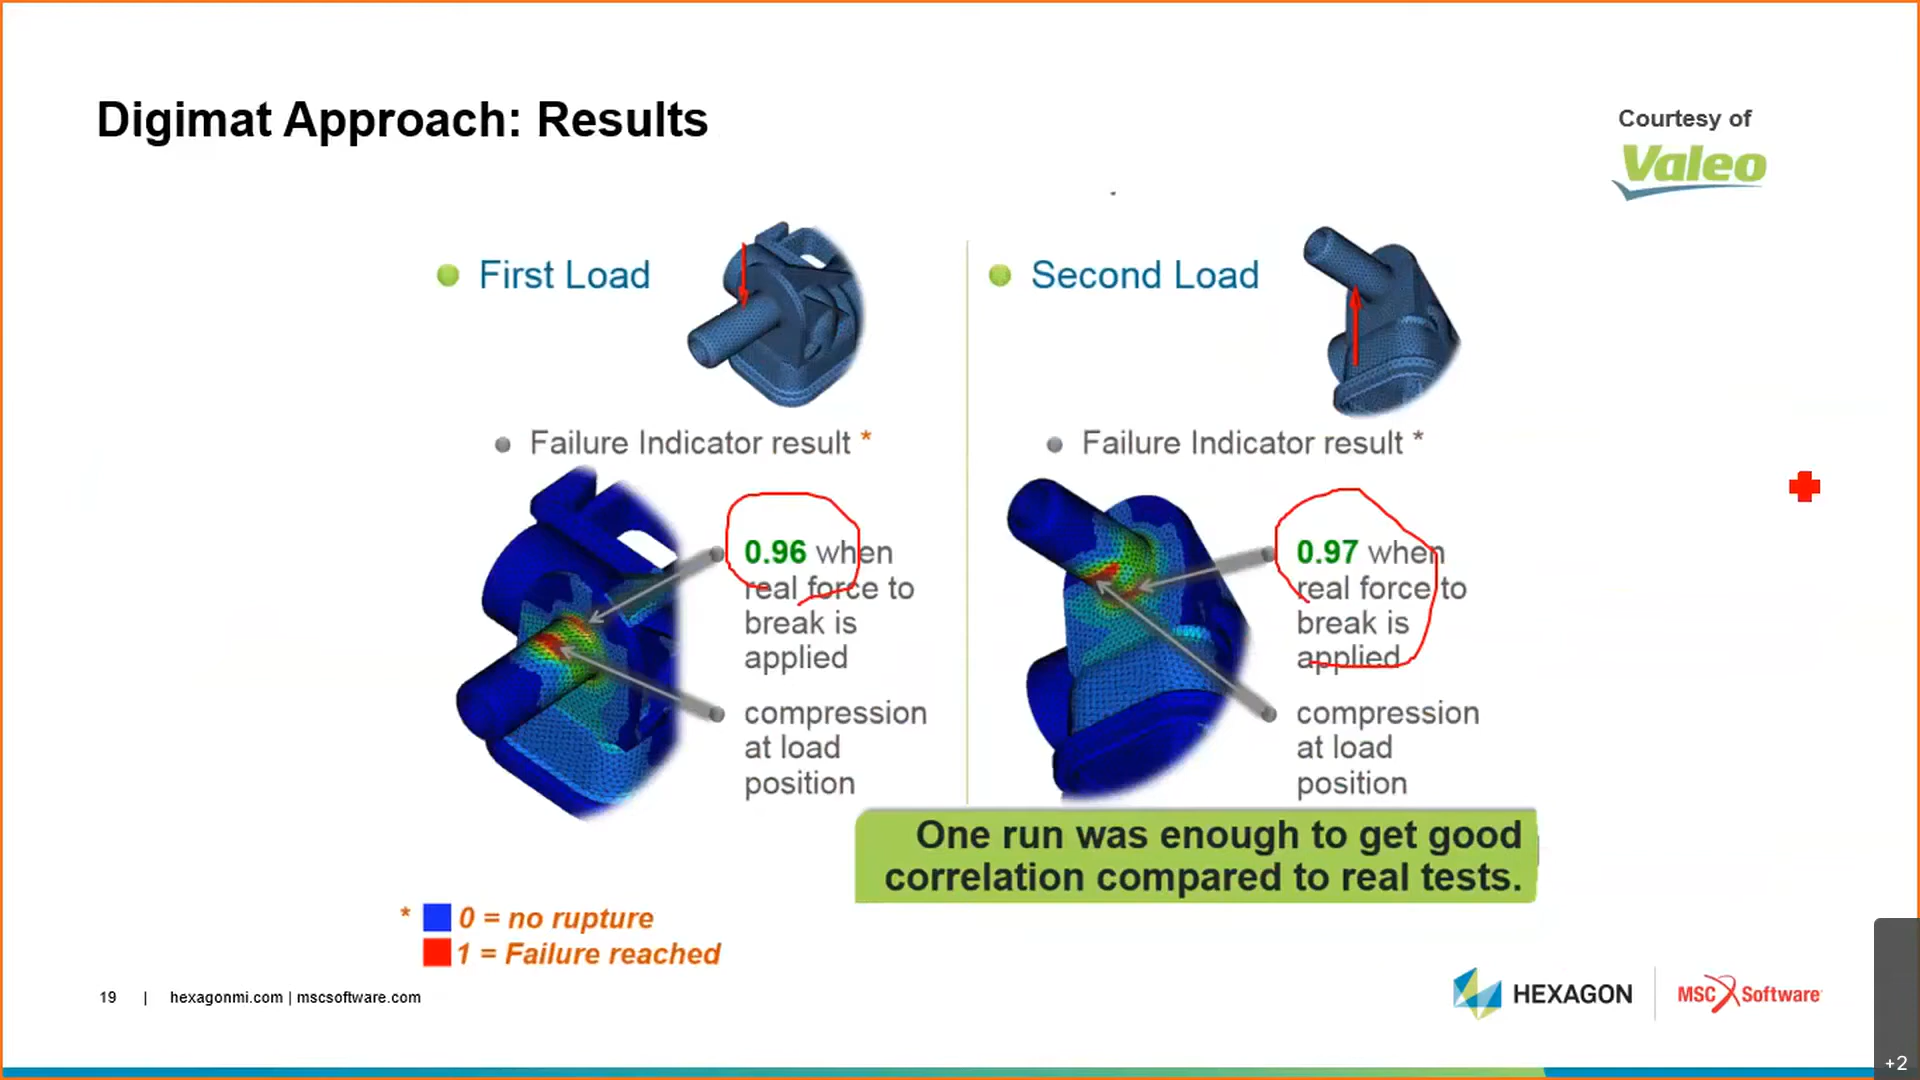 Digimat Approach: Results
Courtesy of
Valeo
First Load
Failure Indicator result *
0.96 when
real force to
break is
applied
compression
at load
position
Second Load
Failure Indicator result *
0.97 when
real force to
break is
applied
compression
at load
position
One run was enough to get good
correlation compared to real tests.
* 0 = no rupture
1 = Failure reached
19 | hexagonmi.com | mscsoftware.com
HEXAGON
MSC Software
+2